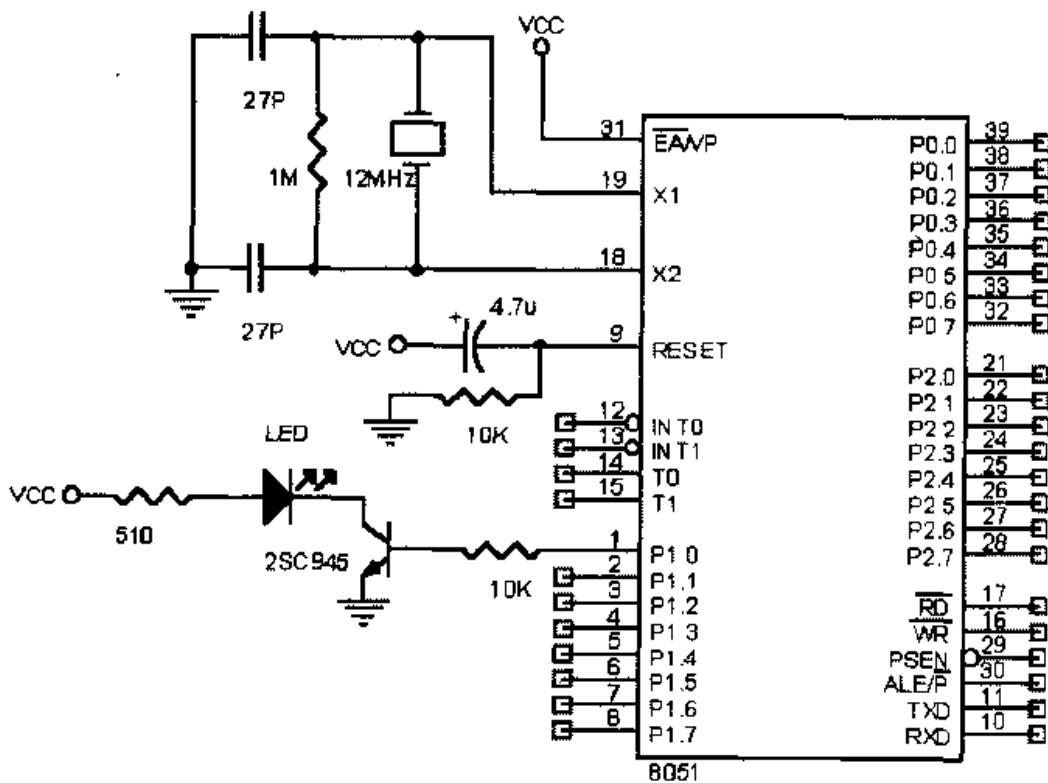 VCC
27P
1M
12MHz
27P
31
EA/VP
19
X1
18
X2
4.7u
+
VCC
9
RESET
10K
12
INT0
13
INT1
14
T0
15
T1
LED
VCC
510
2SC945
10K
1
P1.0
2
P1.1
3
P1.2
4
P1.3
5
P1.4
6
P1.5
7
P1.6
8
P1.7
P0.0
39
P0.1
38
P0.2
37
P0.3
36
P0.4
35
P0.5
34
P0.6
33
P0.7
32
P2.0
21
P2.1
22
P2.2
23
P2.3
24
P2.4
25
P2.5
26
P2.6
27
P2.7
28
RD
17
WR
16
PSEN
29
ALE/P
30
TXD
11
RXD
10
8051